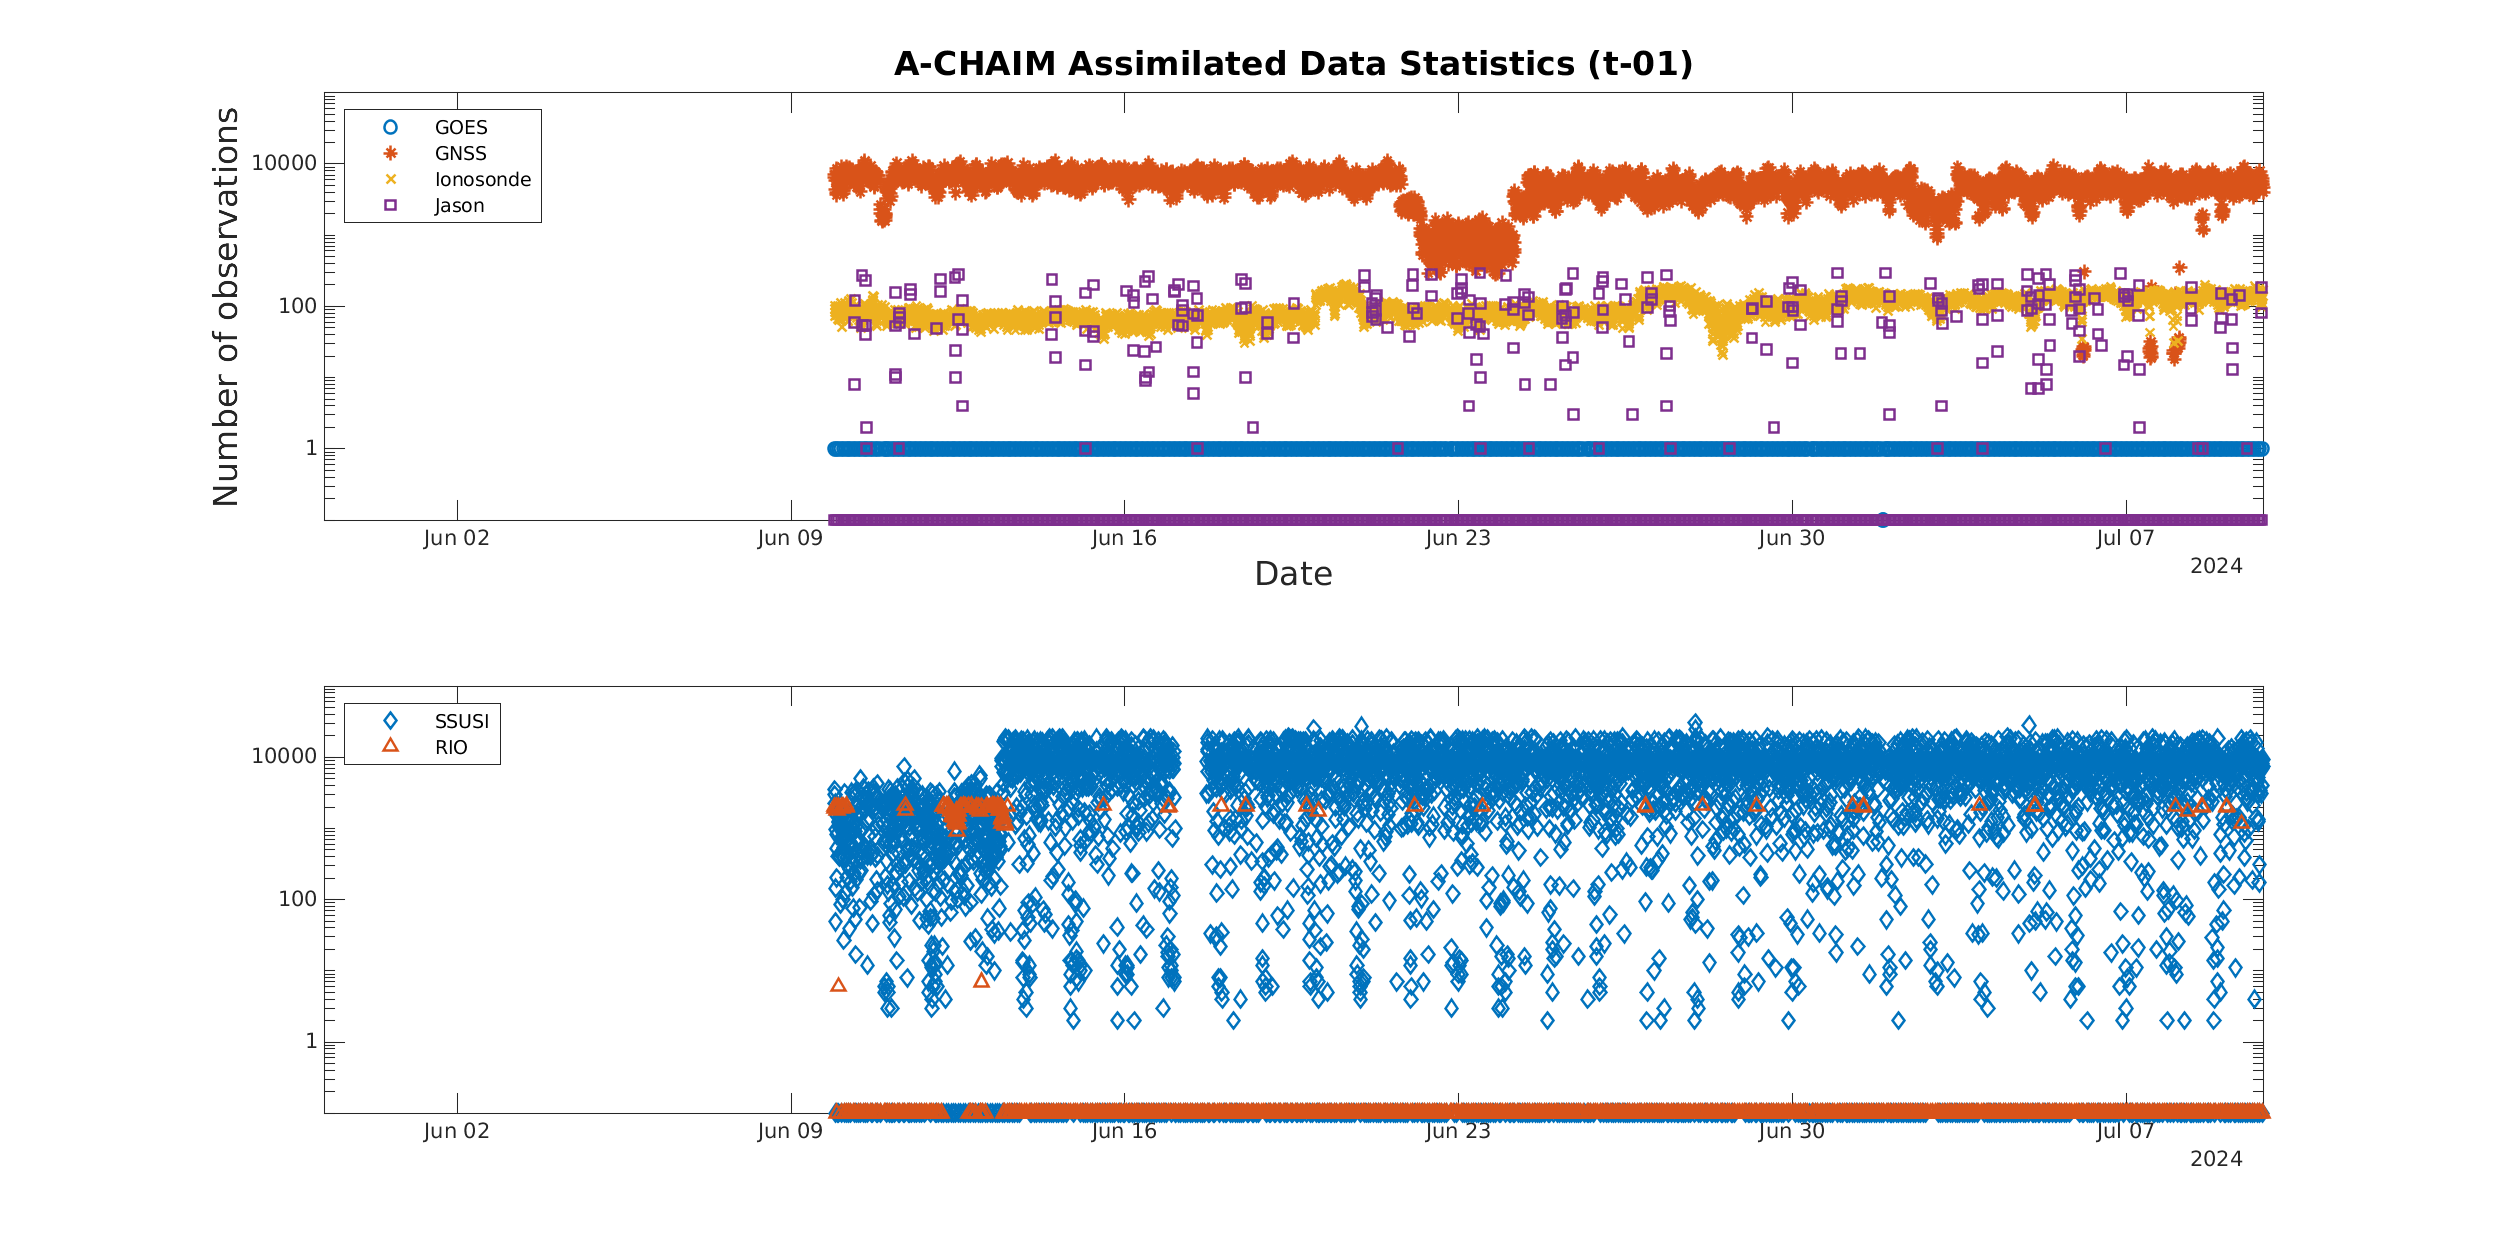 A-CHAIM Assimilated Data Statistics (t-01)
Number of observations
10000
100
1
GOES
GNSS
Ionosonde
Jason
Jun 02
Jun 09
Jun 16
Jun 23
Jun 30
Jul 07
2024
Date
10000
100
1
SSUSI
RIO
Jun 02
Jun 09
Jun 16
Jun 23
Jun 30
Jul 07
2024